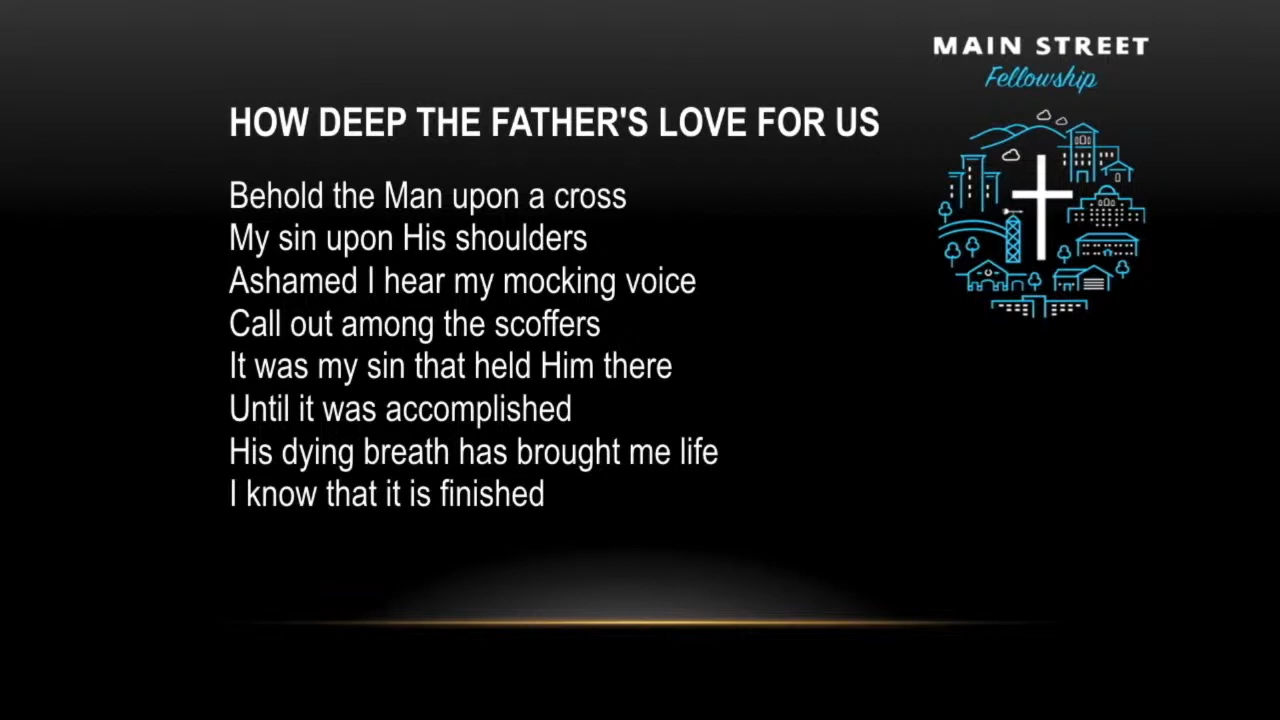 MAIN STREET
Fellowship
HOW DEEP THE FATHER'S LOVE FOR US
Behold the Man upon a cross
My sin upon His shoulders
Ashamed I hear my mocking voice
Call out among the scoffers
It was my sin that held Him there
Until it was accomplished
His dying breath has brought me life
I know that it is finished